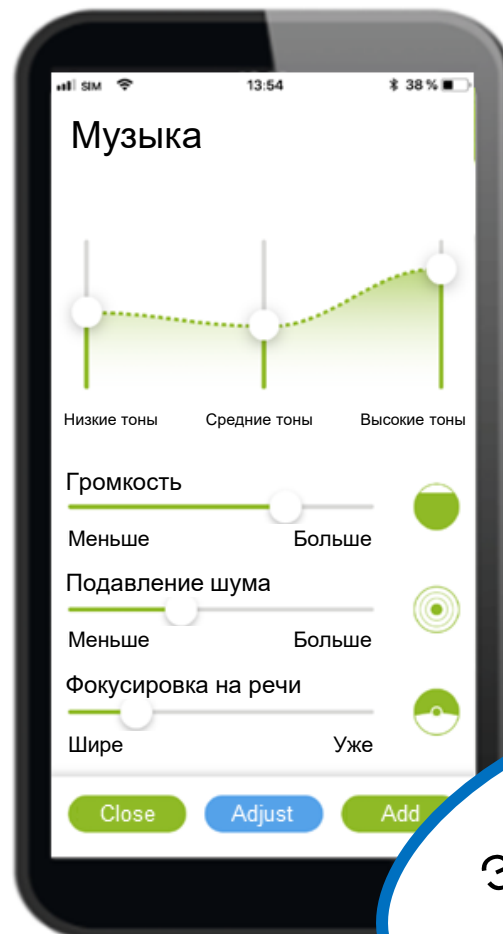 SIM 13:54 38 %
Музыка
Низкие тоны Средние тоны Высокие тоны
Громкость
Меньше Больше
Подавление шума
Меньше Больше
Фокусировка на речи
Шире Уже
Close Adjust Add